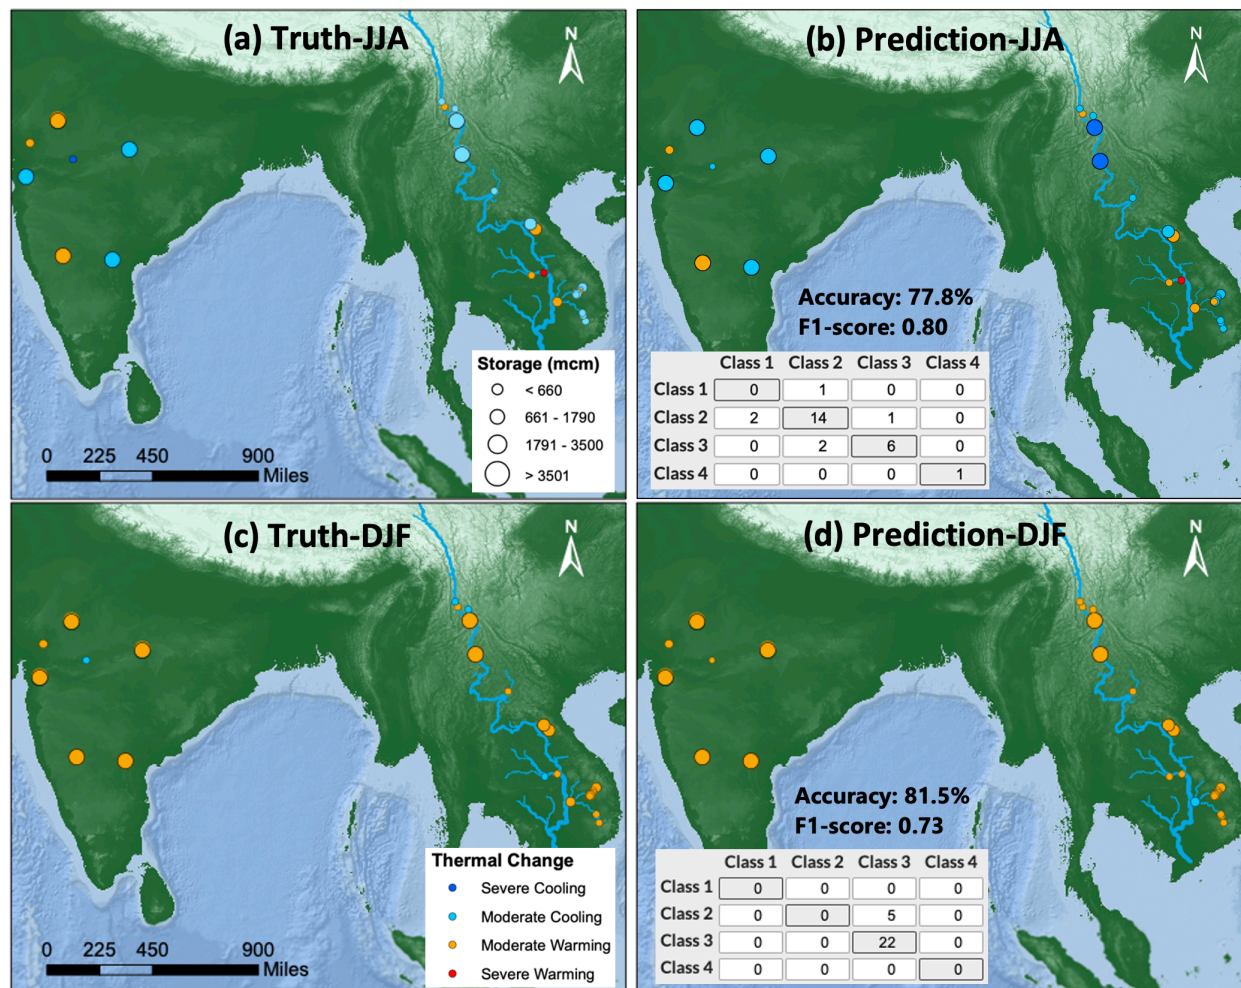 (a) Truth-JJA
N
Storage (mcm)
< 660
661 - 1790
1791 - 3500
> 3501
0 225 450 900
Miles
(b) Prediction-JJA
N
Accuracy: 77.8%
F1-score: 0.80
Class 1 Class 2 Class 3 Class 4
Class 1 0 1 0 0
Class 2 2 14 1 0
Class 3 0 2 6 0
Class 4 0 0 0 1
(c) Truth-DJF
N
Thermal Change
Severe Cooling
Moderate Cooling
Moderate Warming
Severe Warming
0 225 450 900
Miles
(d) Prediction-DJF
N
Accuracy: 81.5%
F1-score: 0.73
Class 1 Class 2 Class 3 Class 4
Class 1 0 0 0 0
Class 2 0 0 5 0
Class 3 0 0 22 0
Class 4 0 0 0 0